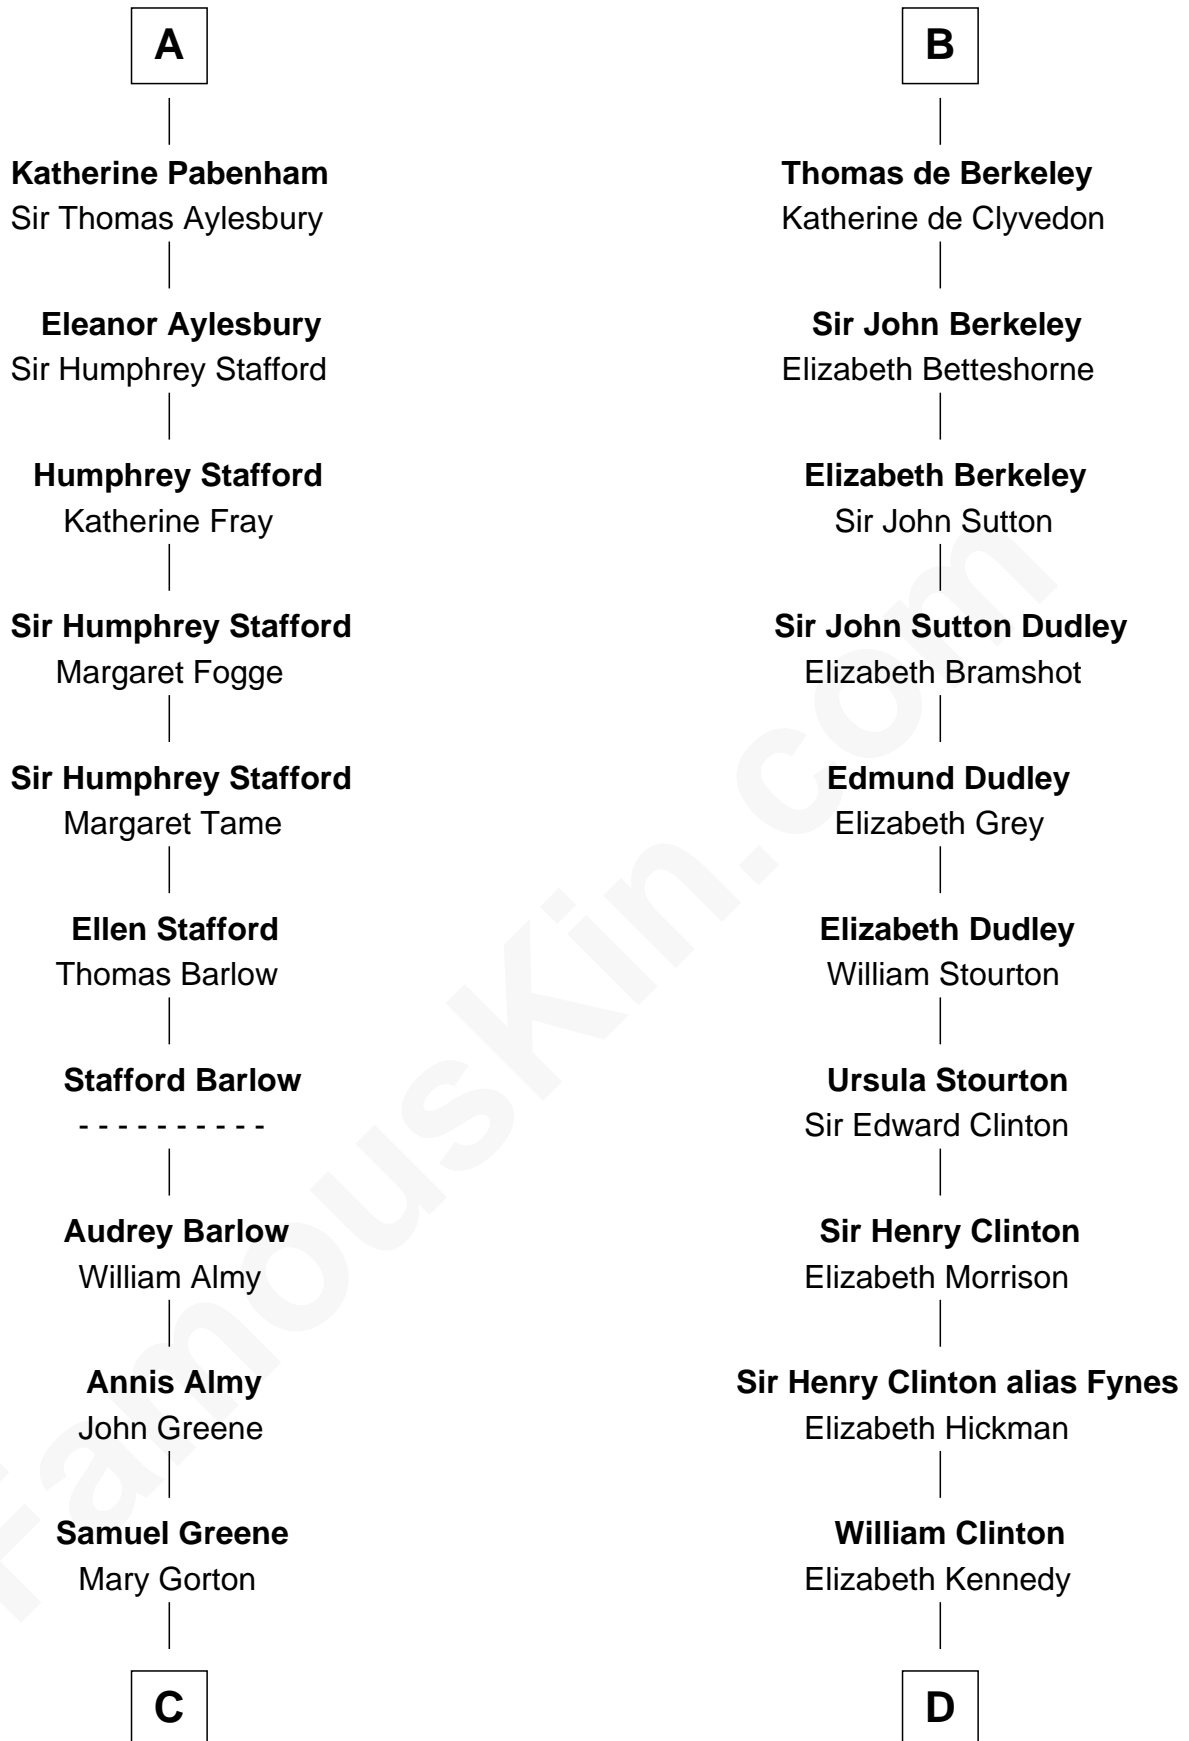 A
Katherine Pabenham
Sir Thomas Aylesbury
Eleanor Aylesbury
Sir Humphrey Stafford
Humphrey Stafford
Katherine Fray
Sir Humphrey Stafford
Margaret Fogge
Sir Humphrey Stafford
Margaret Tame
Ellen Stafford
Thomas Barlow
Stafford Barlow
- - - - - - - - - -
Audrey Barlow
William Almy
Annis Almy
John Greene
Samuel Greene
Mary Gorton
C
B
Thomas de Berkeley
Katherine de Clyvedon
Sir John Berkeley
Elizabeth Betteshorne
Elizabeth Berkeley
Sir John Sutton
Sir John Sutton Dudley
Elizabeth Bramshot
Edmund Dudley
Elizabeth Grey
Elizabeth Dudley
William Stourton
Ursula Stourton
Sir Edward Clinton
Sir Henry Clinton
Elizabeth Morrison
Sir Henry Clinton alias Fynes
Elizabeth Hickman
William Clinton
Elizabeth Kennedy
D
FamousKin.com